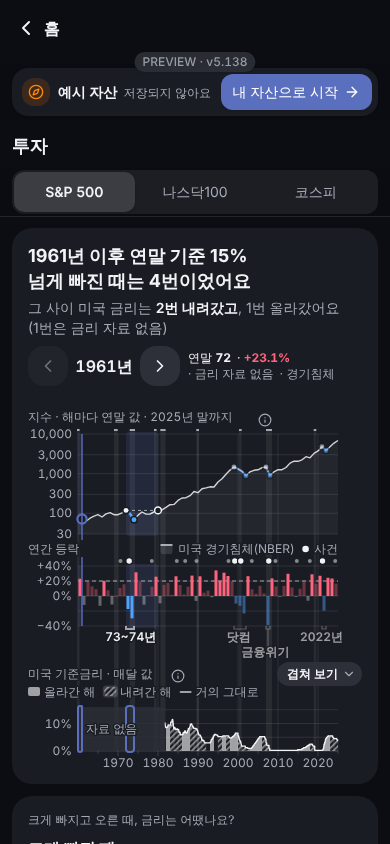 홈
PREVIEW · v5.138
예시 자산 저장되지 않아요
내 자산으로 시작 →
투자
S&P 500 나스닥100 코스피
1961년 이후 연말 기준 15%
넘게 빠진 때는 4번이었어요
그 사이 미국 금리는 2번 내려갔고, 1번 올라갔어요
(1번은 금리 자료 없음)
1961년
연말 72 · +23.1%
· 금리 자료 없음 · 경기침체
지수 · 해마다 연말 값 · 2025년 말까지
10,000
3,000
1,000
300
100
30
연간 등락 미국 경기침체(NBER) 사건
+40%
+20%
0%
−40%
73~74년 닷컴 2022년
금융위기
미국 기준금리 · 매달 값 겹쳐 보기
올라간 해 내려간 해 거의 그대로
10%
자료 없음
0%
1970 1980 1990 2000 2010 2020
크게 빠지고 오른 때, 금리는 어땠나요?